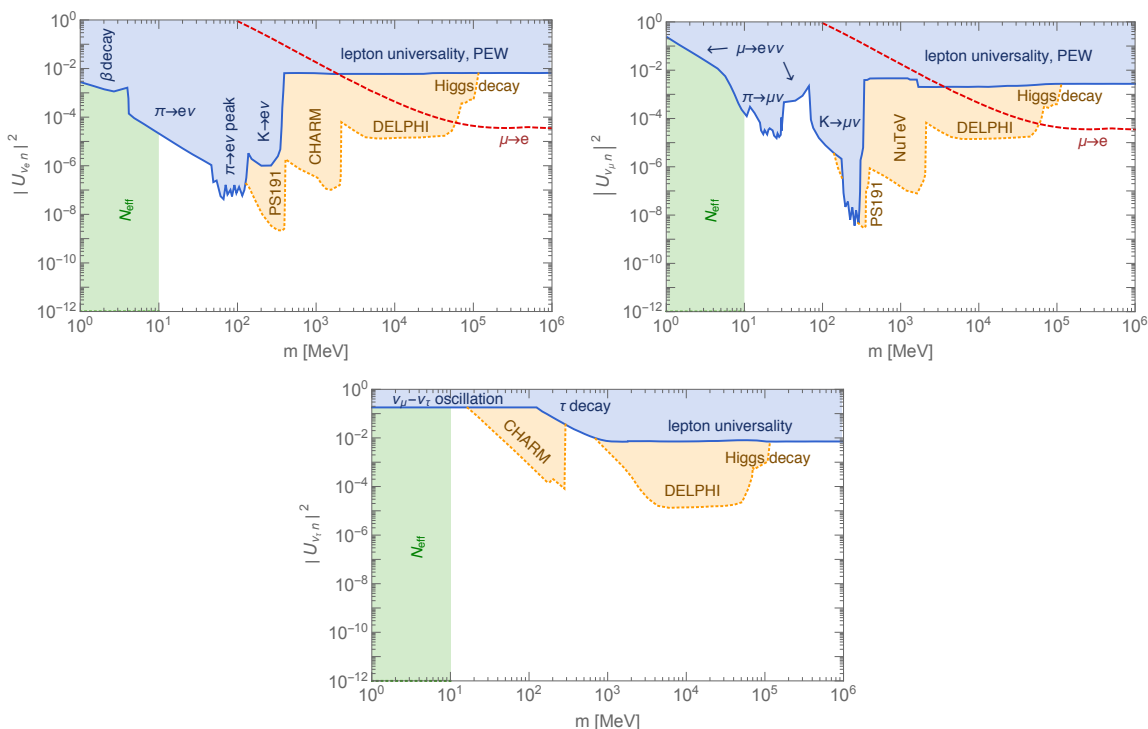 lepton universality, PEW
β decay
π→eν
π→eν peak
K→eν
PS191
CHARM
DELPHI
Higgs decay
μ→e
N_eff
| U_{ν_e n} | ^2
10^0
10^-2
10^-4
10^-6
10^-8
10^-10
10^-12
10^0 10^1 10^2 10^3 10^4 10^5 10^6
m [MeV]
μ→eνν
lepton universality, PEW
π→μν
K→μν
PS191
NuTeV
DELPHI
Higgs decay
μ→e
N_eff
| U_{ν_μ n} | ^2
10^0
10^-2
10^-4
10^-6
10^-8
10^-10
10^-12
10^0 10^1 10^2 10^3 10^4 10^5 10^6
m [MeV]
ν_μ−ν_τ oscillation
τ decay
lepton universality
CHARM
DELPHI
Higgs decay
N_eff
| U_{ν_τ n} | ^2
10^0
10^-2
10^-4
10^-6
10^-8
10^-10
10^-12
10^0 10^1 10^2 10^3 10^4 10^5 10^6
m [MeV]